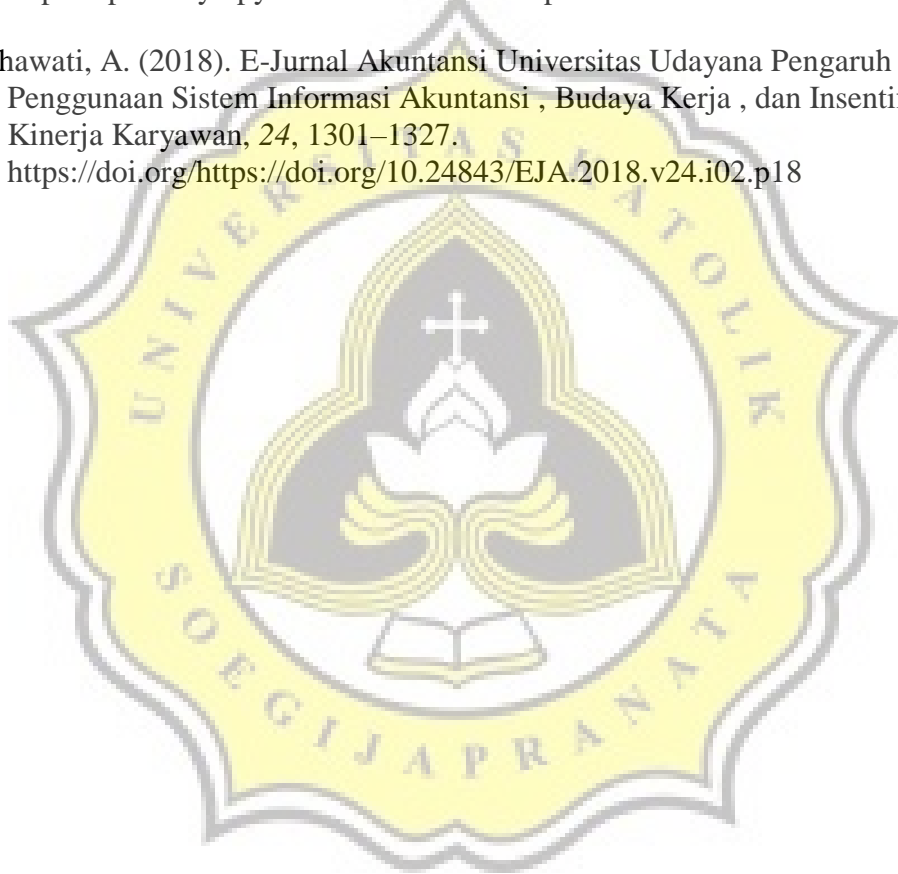 hawati, A. (2018). E-Jurnal Akuntansi Universitas Udayana Pengaruh
Penggunaan Sistem Informasi Akuntansi , Budaya Kerja , dan Insentif
Kinerja Karyawan, 24, 1301–1327.
https://doi.org/https://doi.org/10.24843/EJA.2018.v24.i02.p18
UNIVERSITAS KATOLIK
SOEGIJAPRANATA